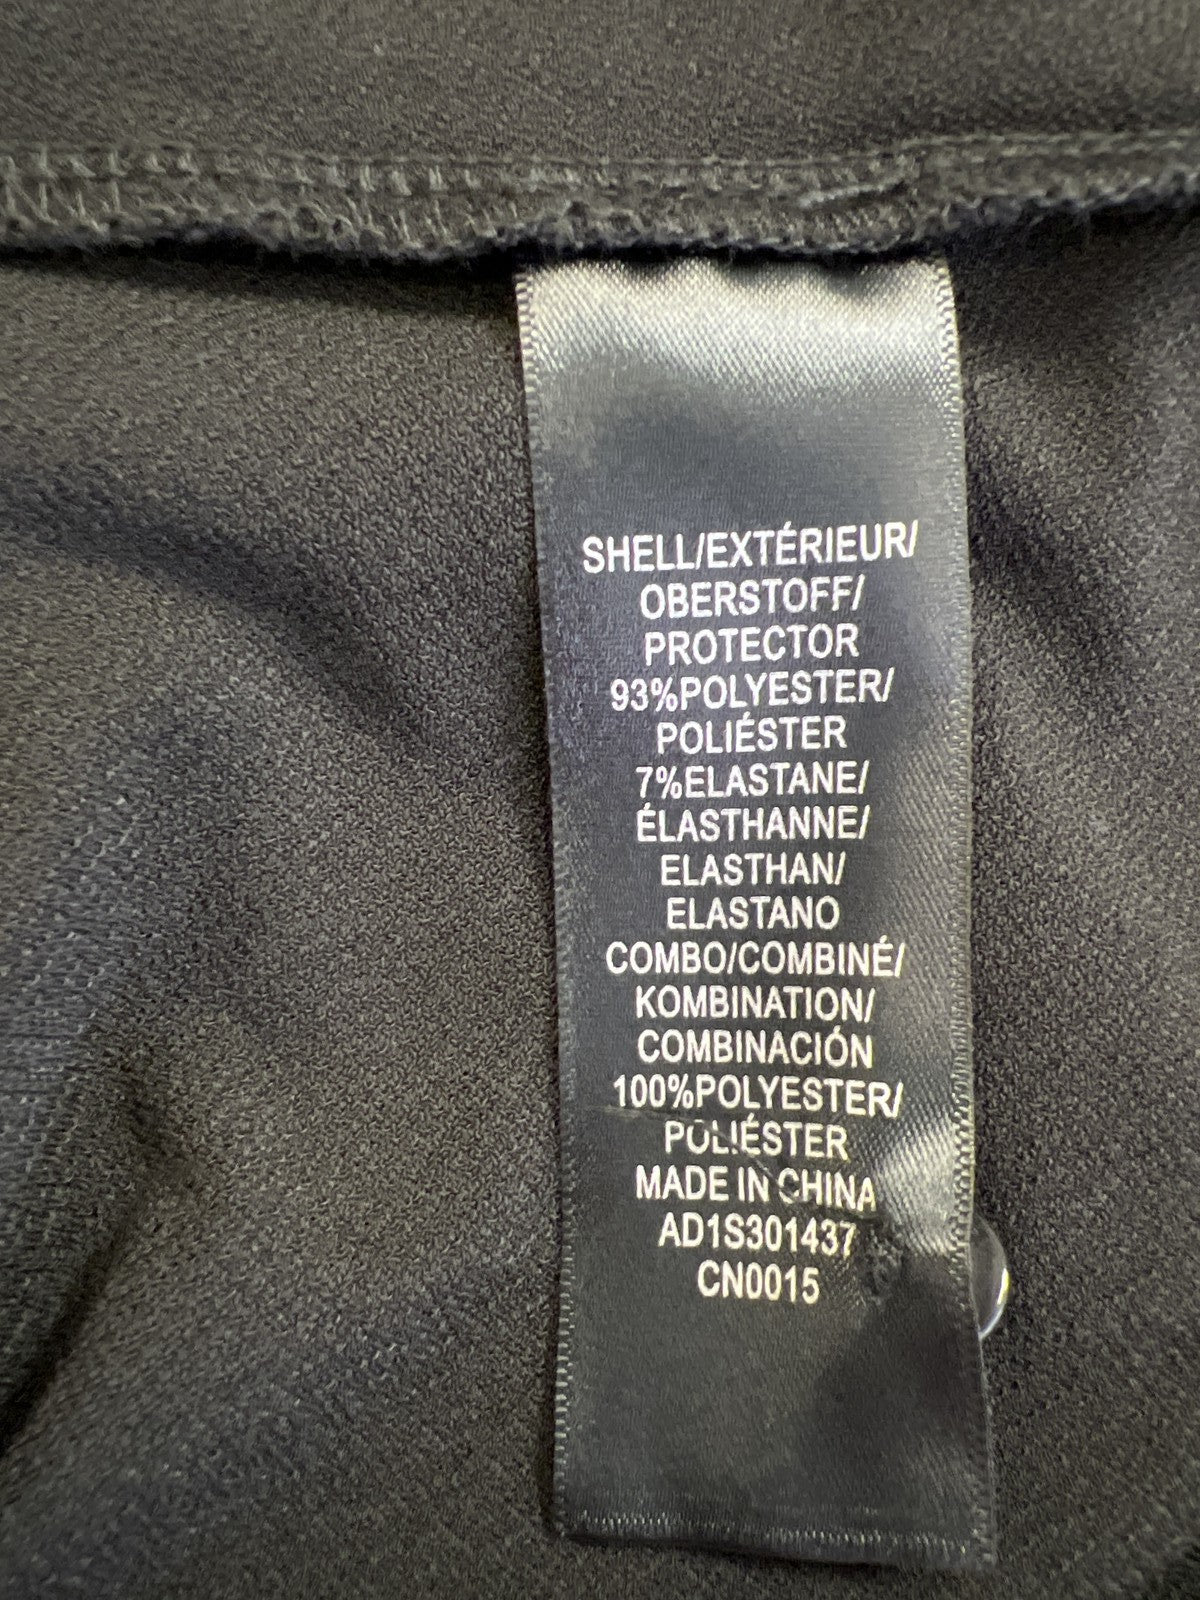 SHELL/EXTÉRIEUR/
OBERSTOFF/
PROTECTOR
93%POLYESTER/
POLIÉSTER
7%ELASTANE/
ÉLASTHANNE/
ELASTHAN/
ELASTANO
COMBO/COMBINÉ/
KOMBINATION/
COMBINACIÓN
100%POLYESTER/
POLIÉSTER
MADE IN CHINA
AD1S301437
CN0015